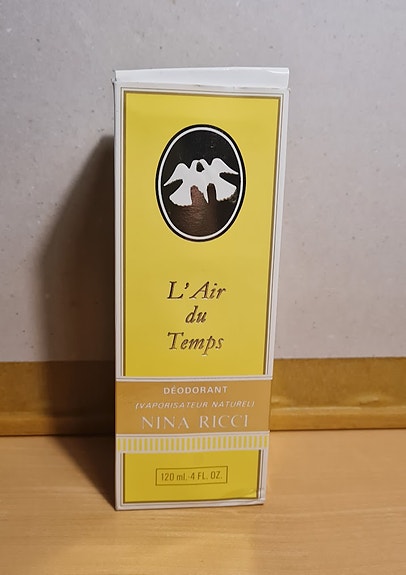 L'Air
du
Temps
DÉODORANT
(VAPORISATEUR NATUREL)
NINA RICCI
120 ml. 4 FL. OZ.